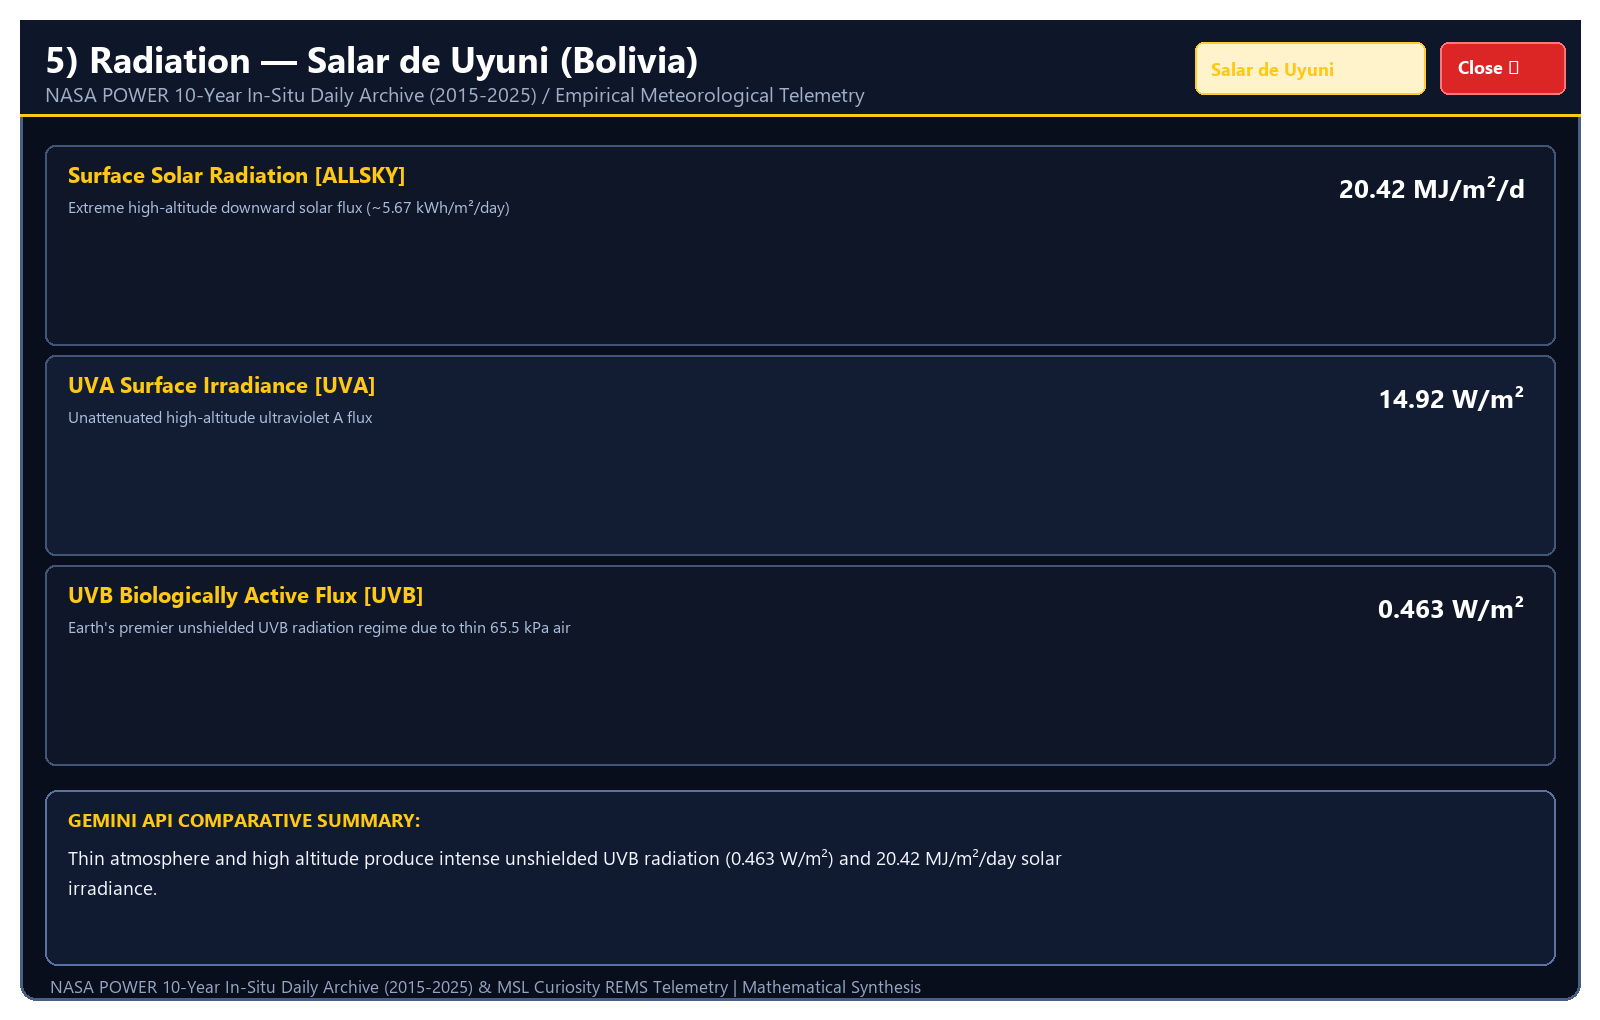 5) Radiation — Salar de Uyuni (Bolivia)
NASA POWER 10-Year In-Situ Daily Archive (2015-2025) / Empirical Meteorological Telemetry
Salar de Uyuni
Close
Surface Solar Radiation [ALLSKY]
Extreme high-altitude downward solar flux (~5.67 kWh/m²/day)
20.42 MJ/m²/d
UVA Surface Irradiance [UVA]
Unattenuated high-altitude ultraviolet A flux
14.92 W/m²
UVB Biologically Active Flux [UVB]
Earth's premier unshielded UVB radiation regime due to thin 65.5 kPa air
0.463 W/m²
GEMINI API COMPARATIVE SUMMARY:
Thin atmosphere and high altitude produce intense unshielded UVB radiation (0.463 W/m²) and 20.42 MJ/m²/day solar
irradiance.
NASA POWER 10-Year In-Situ Daily Archive (2015-2025) & MSL Curiosity REMS Telemetry | Mathematical Synthesis